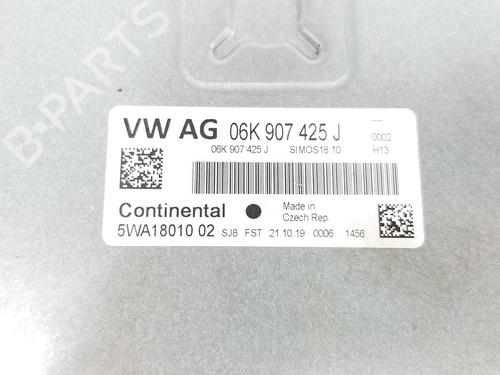 B-PARTS
VW AG 06K 907 425 J 0002
06K 907 425 J SIMOS18.10 H13
Continental Made in
Czech Rep.
5WA18010 02 SJ8 FST 21.10.19 0006 1456